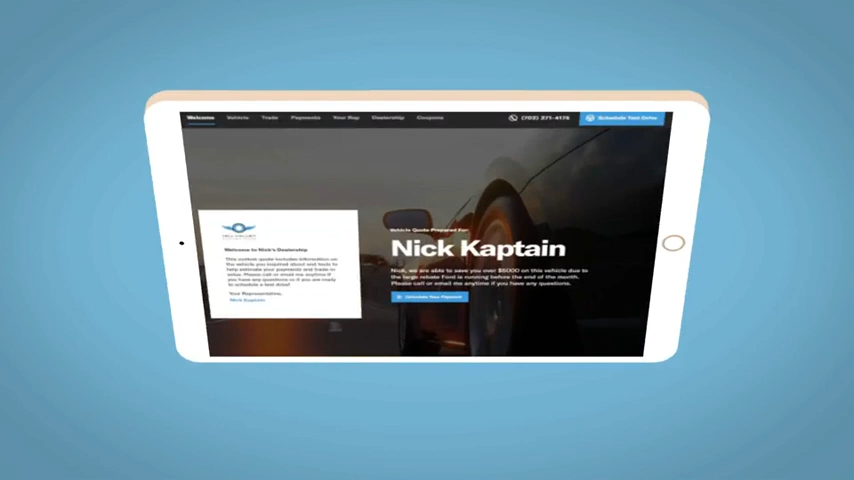 Welcome Vehicle Trade Payments Your Rep Dealership Coupons (702) 271-4178 Schedule Test Drive
Welcome to Nick's Dealership
This custom quote includes information on
the vehicle you inquired about and tools to
help estimate your payments and trade-in
value. Please call or email me anytime if
you have any questions or if you are ready
to schedule a test drive!
Your Representative,
Nick Kaptain
Vehicle Quote Prepared For:
Nick Kaptain
Nick, we are able to save you over $6000 on this vehicle due to
the large rebate Ford is running before the end of the month.
Please call or email me anytime if you have any questions.
Calculate Your Payment